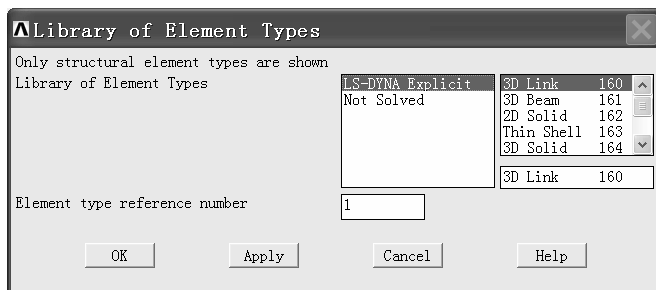 Library of Element Types
Only structural element types are shown
Library of Element Types
LS-DYNA Explicit
Not Solved
3D Link 160
3D Beam 161
2D Solid 162
Thin Shell 163
3D Solid 164
3D Link 160
Element type reference number
1
OK Apply Cancel Help